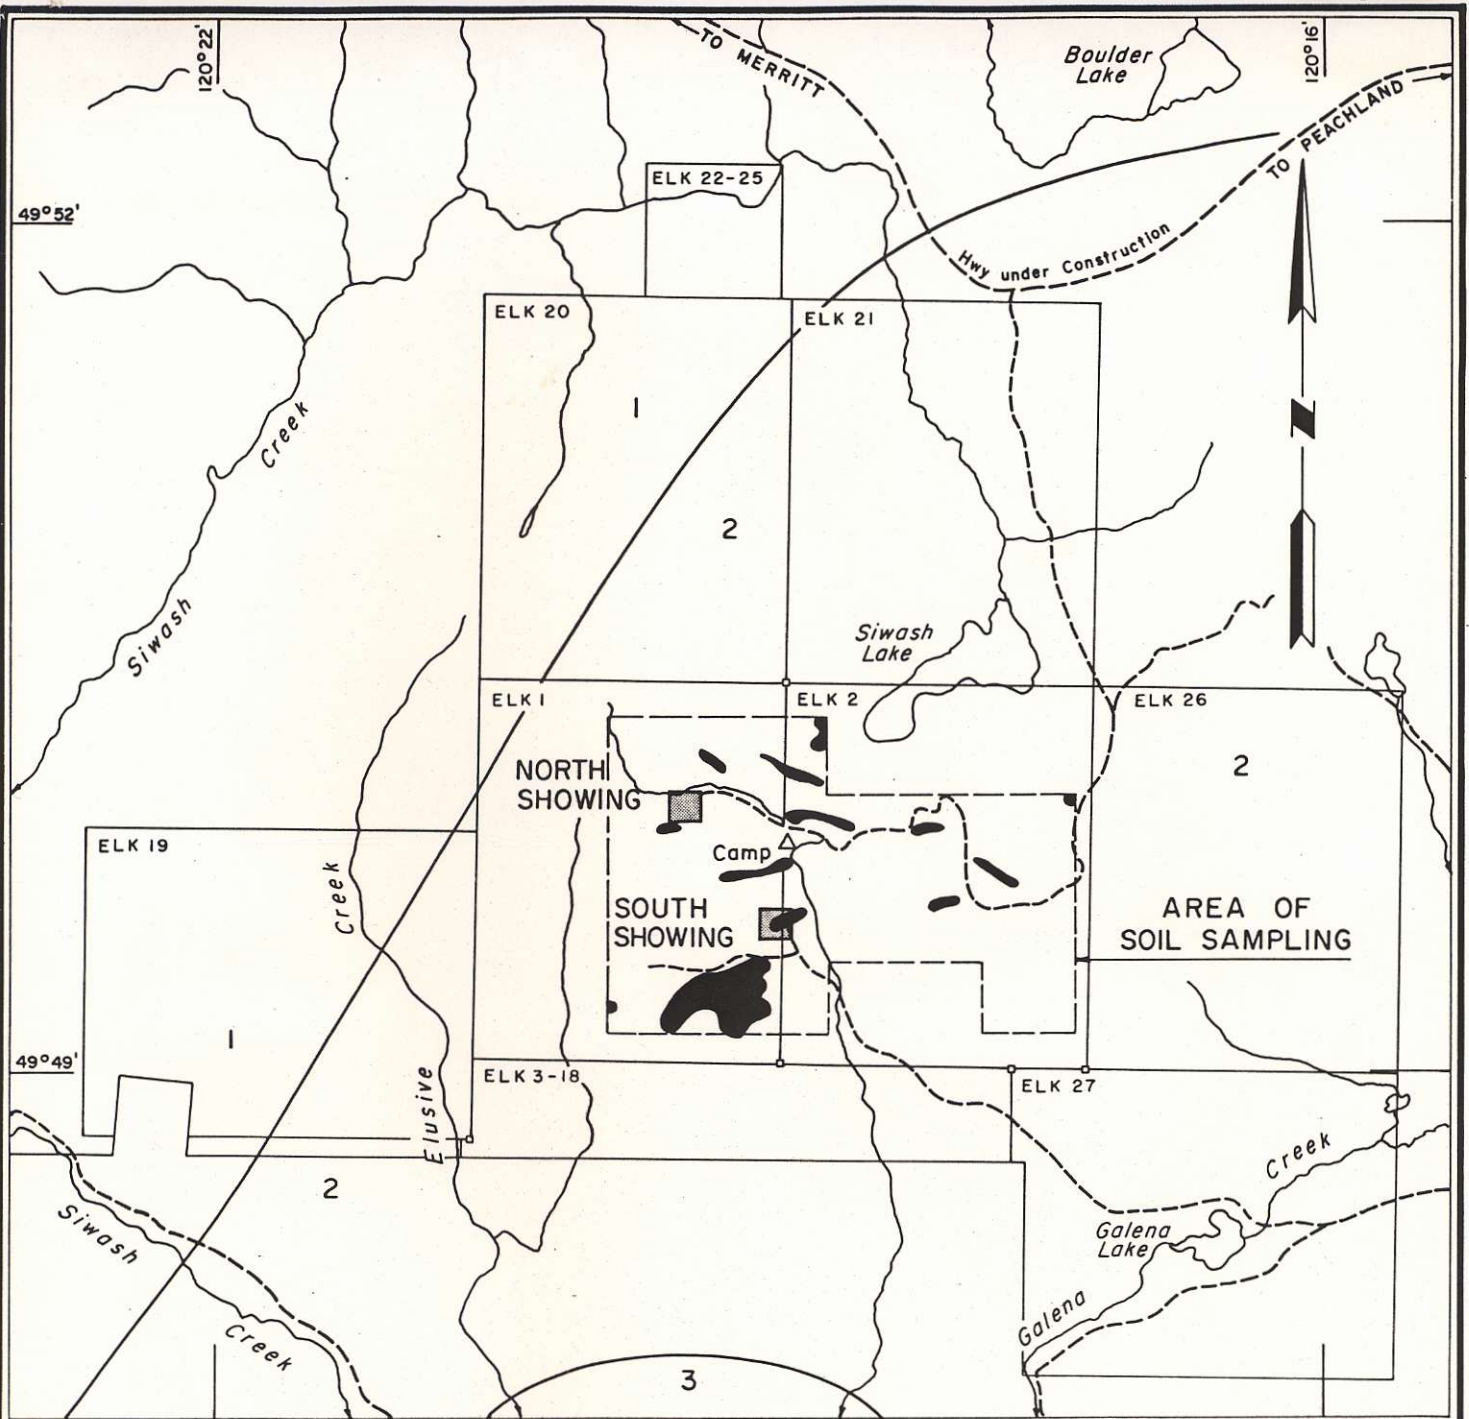 120°22'
TO MERRITT
Boulder
Lake
120°16'
TO PEACHLAND
49°52'
ELK 22-25
Hwy under Construction
ELK 20
ELK 21
1
2
N
Siwash Creek
Siwash
Lake
ELK 1
ELK 2
ELK 26
2
NORTH
SHOWING
Camp
ELK 19
Elusive Creek
SOUTH
SHOWING
AREA OF
SOIL SAMPLING
1
49°49'
ELK 3-18
ELK 27
2
Siwash Creek
Galena
Lake
Galena Creek
3